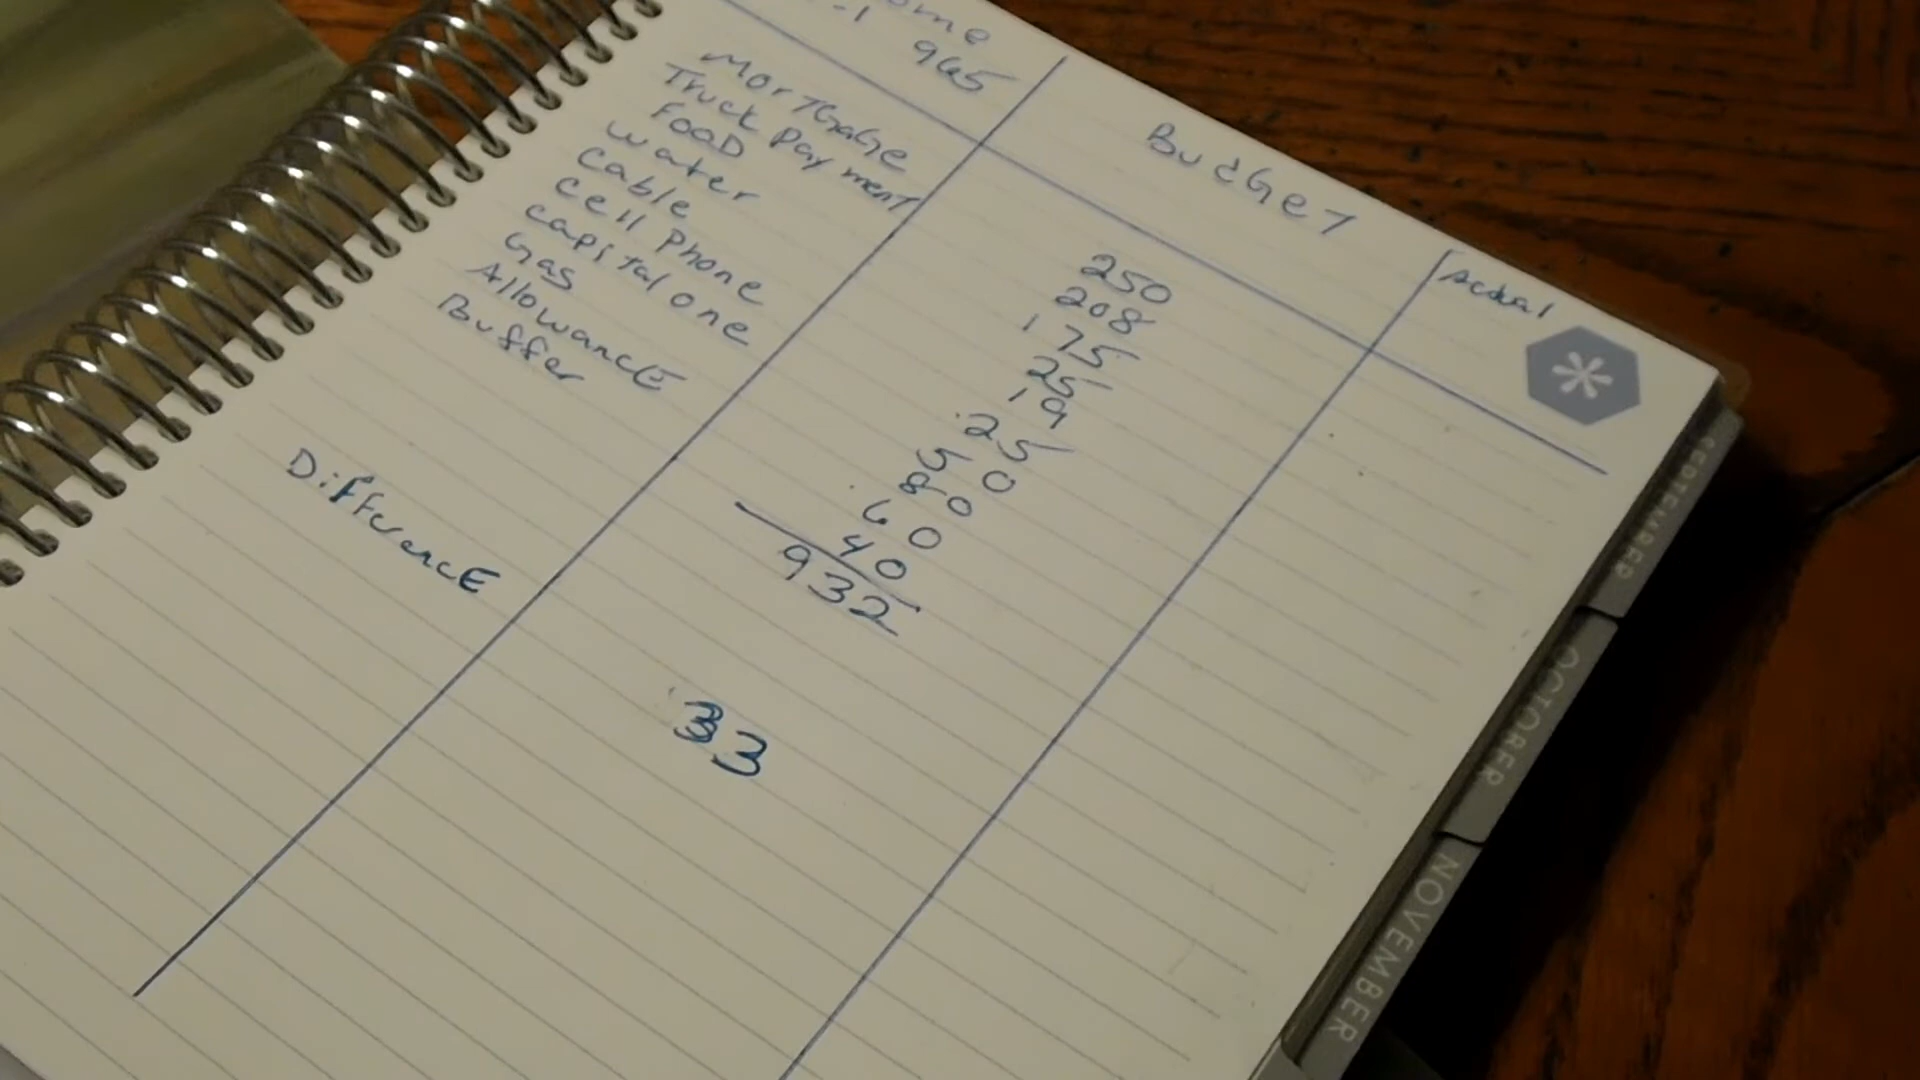 965
Budget
Actual
Mortgage 250
Truck Payment 208
Food 175
water 25
cable 19
cell Phone 25
capital one 50
Gas 80
Allowance 60
Buffer 40
932
Difference 33
SEPTEMBER
OCTOBER
NOVEMBER